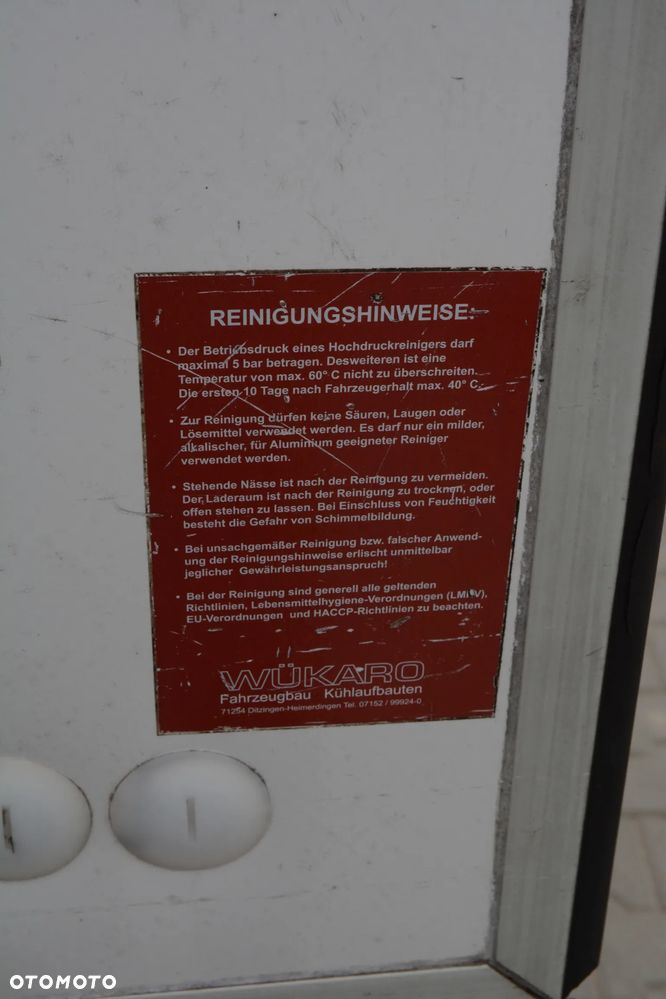 REINIGUNGSHINWEISE:
• Der Betriebsdruck eines Hochdruckreinigers darf
maximal 5 bar betragen. Desweiteren ist eine
Temperatur von max. 60° C nicht zu überschreiten.
Die ersten 10 Tage nach Fahrzeugerhalt max. 40° C.
• Zur Reinigung dürfen keine Säuren, Laugen oder
Lösemittel verwendet werden. Es darf nur ein milder,
alkalischer, für Aluminium geeigneter Reiniger
verwendet werden.
• Stehende Nässe ist nach der Reinigung zu vermeiden.
Der Laderaum ist nach der Reinigung zu trocknen, oder
offen stehen zu lassen. Bei Einschluss von Feuchtigkeit
besteht die Gefahr von Schimmelbildung.
• Bei unsachgemäßer Reinigung bzw. falscher Anwend-
ung der Reinigungshinweise erlischt unmittelbar
jeglicher Gewährleistungsanspruch!
• Bei der Reinigung sind generell alle geltenden
Richtlinien, Lebensmittelhygiene-Verordnungen (LMHV),
EU-Verordnungen und HACCP-Richtlinien zu beachten.
WÜKARO
Fahrzeugbau Kühlaufbauten
71254 Ditzingen-Heimerdingen Tel. 07152 / 99924-0
OTOMOTO